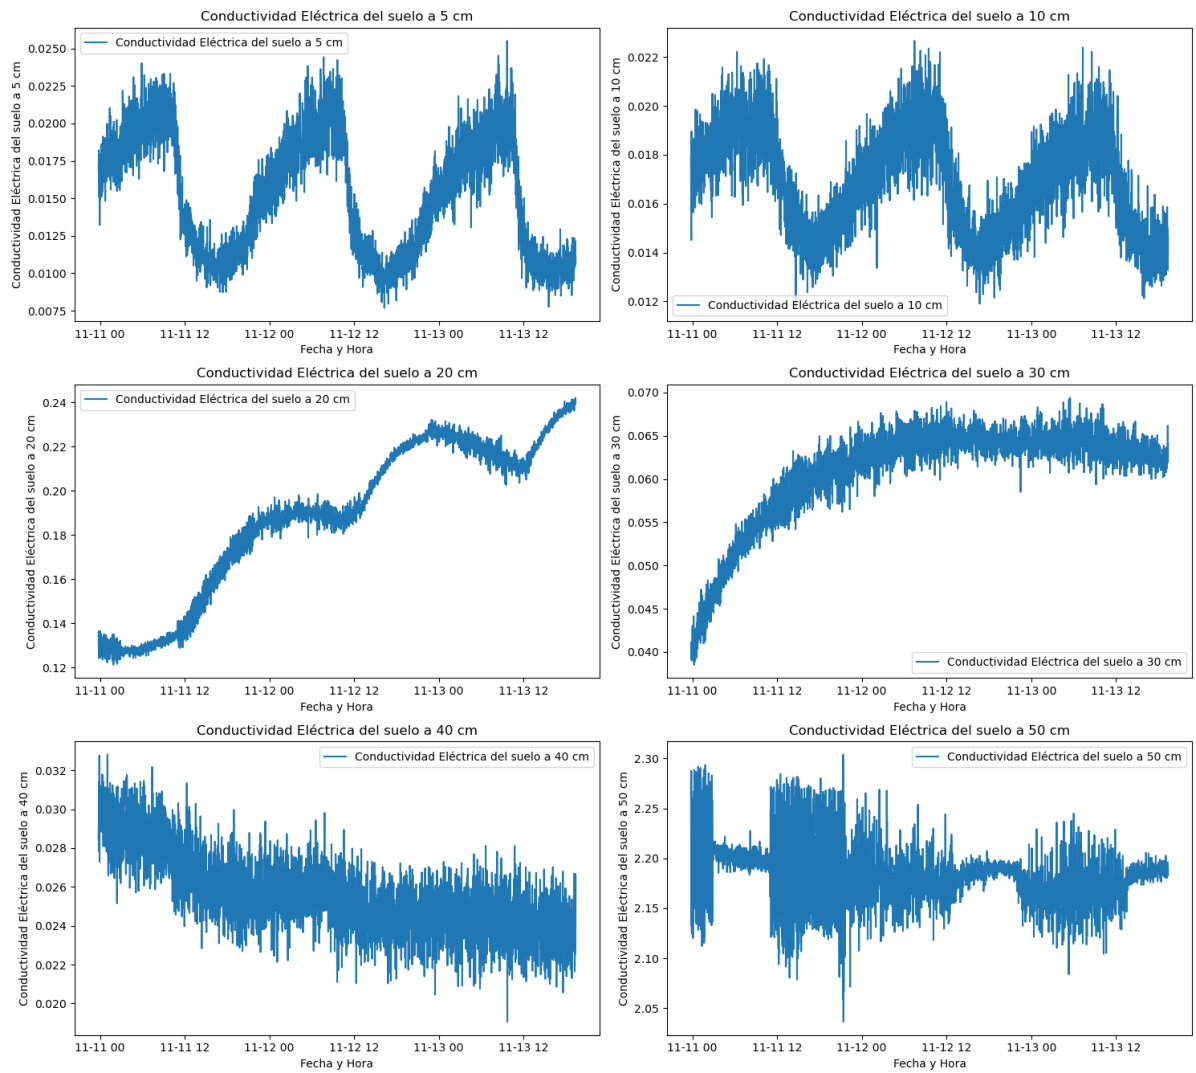 Conductividad Eléctrica del suelo a 5 cm
Conductividad Eléctrica del suelo a 5 cm
Conductividad Eléctrica del suelo a 5 cm
0.0250
0.0225
0.0200
0.0175
0.0150
0.0125
0.0100
0.0075
11-11 00 11-11 12 11-12 00 11-12 12 11-13 00 11-13 12
Fecha y Hora
Conductividad Eléctrica del suelo a 10 cm
Conductividad Eléctrica del suelo a 10 cm
0.022
0.020
0.018
0.016
0.014
0.012
Conductividad Eléctrica del suelo a 10 cm
11-11 00 11-11 12 11-12 00 11-12 12 11-13 00 11-13 12
Fecha y Hora
Conductividad Eléctrica del suelo a 20 cm
Conductividad Eléctrica del suelo a 20 cm
Conductividad Eléctrica del suelo a 20 cm
0.24
0.22
0.20
0.18
0.16
0.14
0.12
11-11 00 11-11 12 11-12 00 11-12 12 11-13 00 11-13 12
Fecha y Hora
Conductividad Eléctrica del suelo a 30 cm
Conductividad Eléctrica del suelo a 30 cm
0.070
0.065
0.060
0.055
0.050
0.045
0.040
Conductividad Eléctrica del suelo a 30 cm
11-11 00 11-11 12 11-12 00 11-12 12 11-13 00 11-13 12
Fecha y Hora
Conductividad Eléctrica del suelo a 40 cm
Conductividad Eléctrica del suelo a 40 cm
Conductividad Eléctrica del suelo a 40 cm
0.032
0.030
0.028
0.026
0.024
0.022
0.020
11-11 00 11-11 12 11-12 00 11-12 12 11-13 00 11-13 12
Fecha y Hora
Conductividad Eléctrica del suelo a 50 cm
Conductividad Eléctrica del suelo a 50 cm
Conductividad Eléctrica del suelo a 50 cm
2.30
2.25
2.20
2.15
2.10
2.05
11-11 00 11-11 12 11-12 00 11-12 12 11-13 00 11-13 12
Fecha y Hora